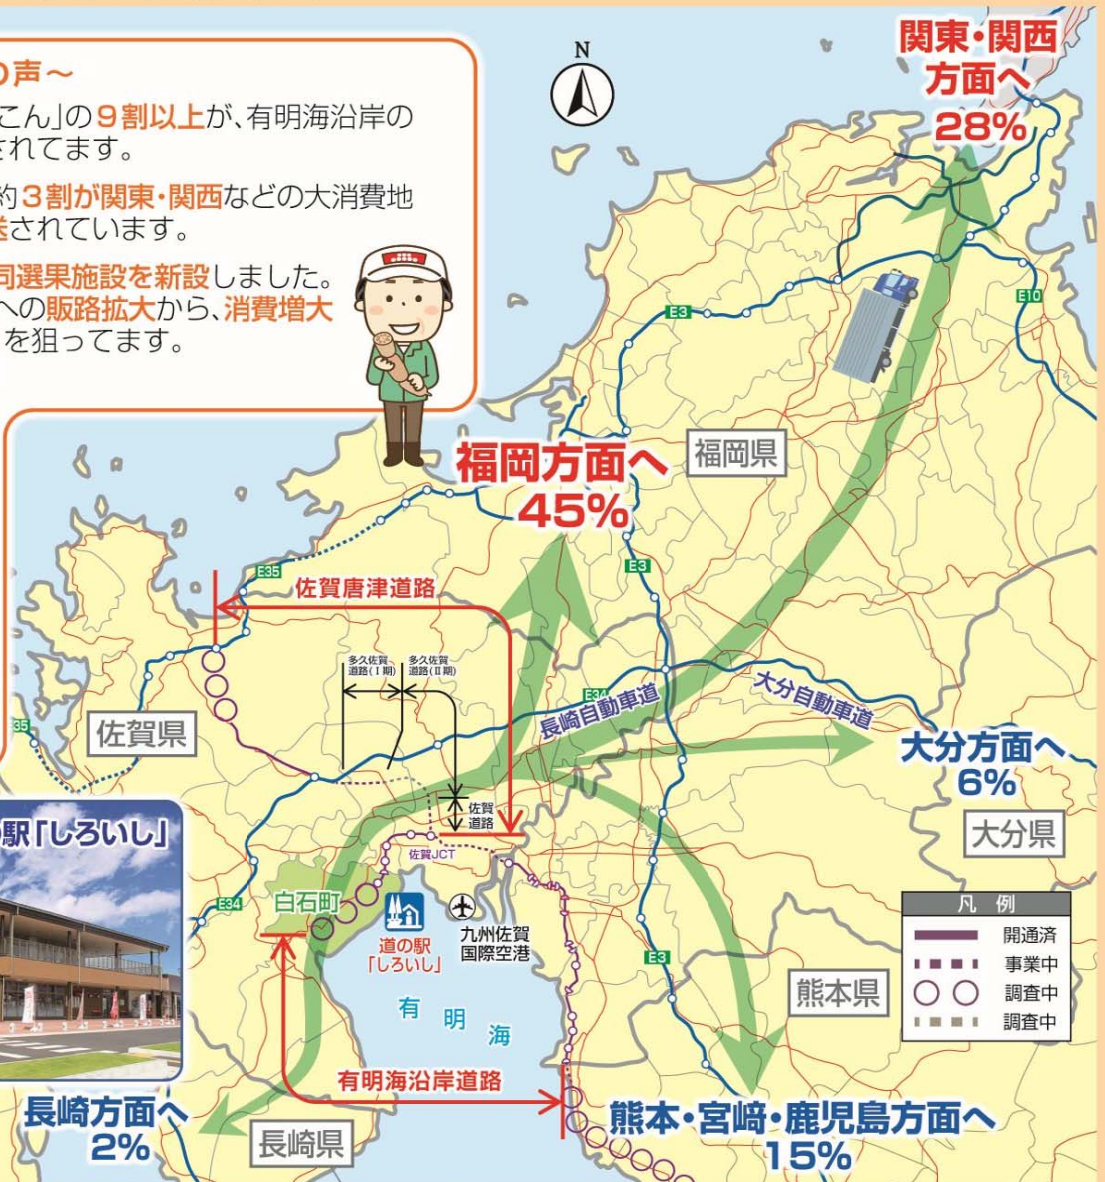 の声～
こん」の９割以上が、有明海沿岸の
されてます。
約３割が関東・関西などの大消費地
送されています。
同選果施設を新設しました。
への販路拡大から、消費増大
を狙ってます。
N
関東・関西
方面へ
28%
E3
E10
福岡方面へ
45%
福岡県
E3
E35
佐賀唐津道路
多久佐賀
道路(Ⅰ期)
多久佐賀
道路(Ⅱ期)
E34
長崎自動車道
大分自動車道
35
佐賀県
大分方面へ
6%
大分県
佐賀
道路
佐賀JCT
駅「しろいし」
E34
白石町
道の駅
「しろいし」
九州佐賀
国際空港
有明海
E3
熊本県
凡例
開通済
事業中
調査中
調査中
有明海沿岸道路
長崎方面へ
2%
長崎県
熊本・宮﨑・鹿児島方面へ
15%